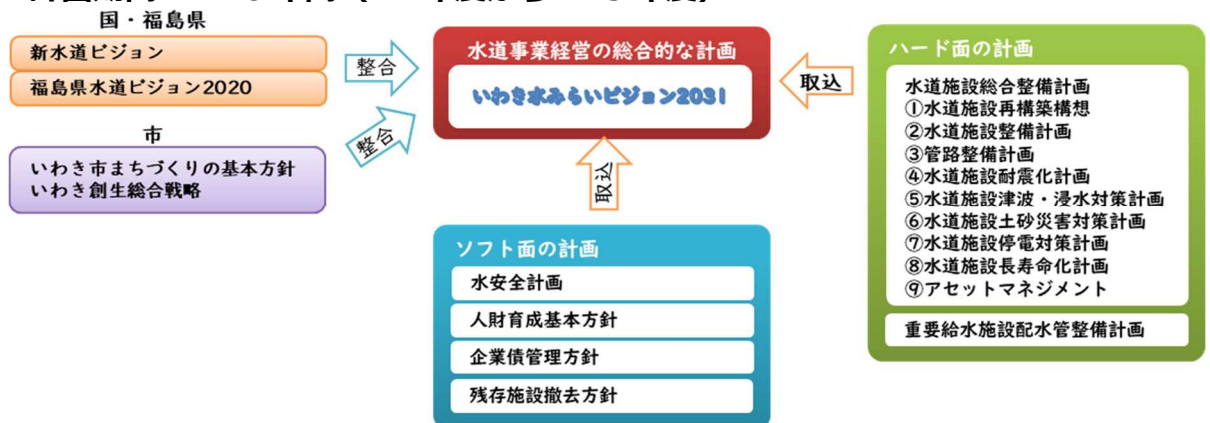 国・福島県
新水道ビジョン
福島県水道ビジョン2020
整合
市
いわき市まちづくりの基本方針
いわき創生総合戦略
整合
水道事業経営の総合的な計画
いわき水みらいビジョン2031
取込
取込
ソフト面の計画
水安全計画
人財育成基本方針
企業債管理方針
残存施設撤去方針
ハード面の計画
水道施設総合整備計画
①水道施設再構築構想
②水道施設整備計画
③管路整備計画
④水道施設耐震化計画
⑤水道施設津波・浸水対策計画
⑥水道施設土砂災害対策計画
⑦水道施設停電対策計画
⑧水道施設長寿命化計画
⑨アセットマネジメント
重要給水施設配水管整備計画